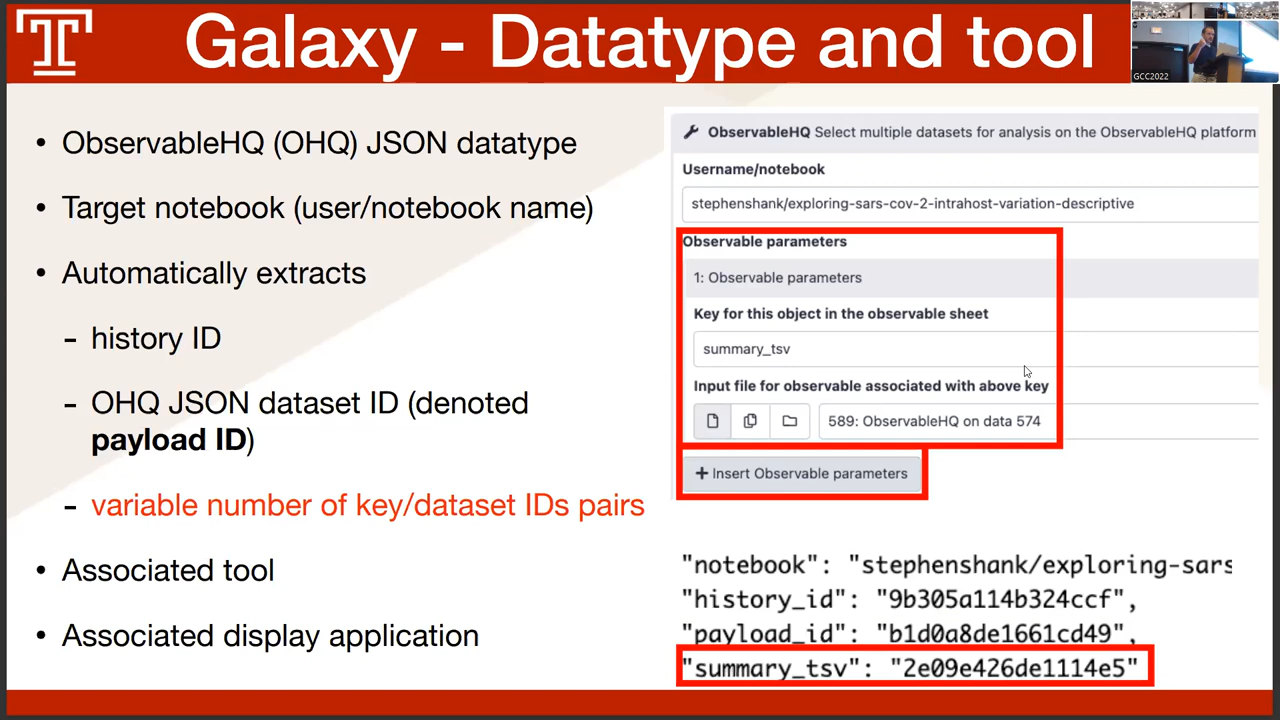 Galaxy - Datatype and tool
GCC2022
• ObservableHQ (OHQ) JSON datatype
• Target notebook (user/notebook name)
• Automatically extracts
- history ID
- OHQ JSON dataset ID (denoted
payload ID)
- variable number of key/dataset IDs pairs
• Associated tool
• Associated display application
ObservableHQ Select multiple datasets for analysis on the ObservableHQ platform
Username/notebook
stephenshank/exploring-sars-cov-2-intrahost-variation-descriptive
Observable parameters
1: Observable parameters
Key for this object in the observable sheet
summary_tsv
Input file for observable associated with above key
589: ObservableHQ on data 574
+ Insert Observable parameters
"notebook": "stephenshank/exploring-sars
"history_id": "9b305a114b324ccf",
"payload_id": "b1d0a8de1661cd49",
"summary_tsv": "2e09e426de1114e5"